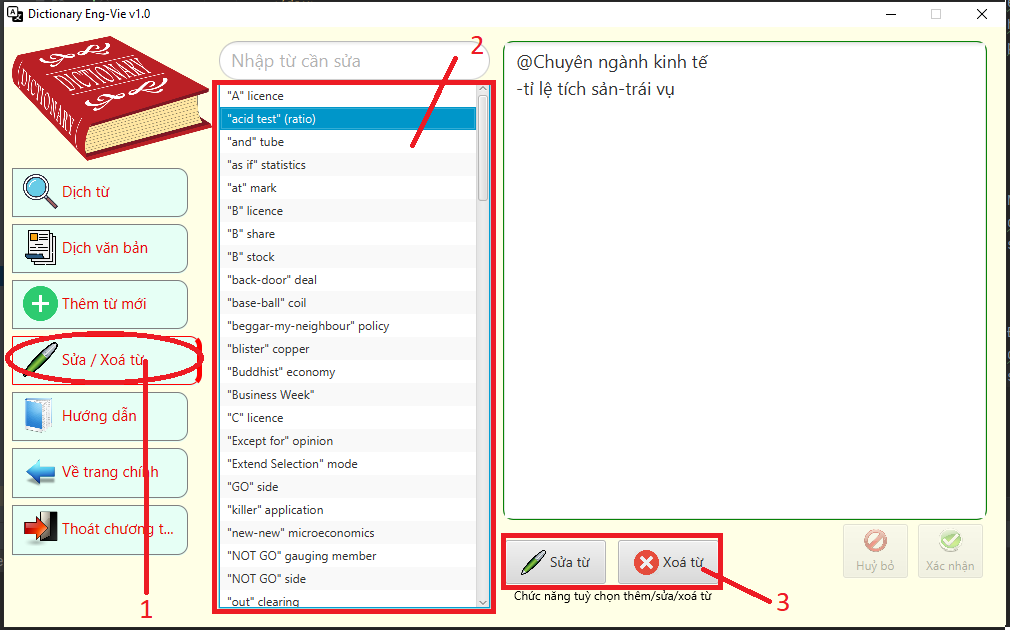 Dictionary Eng-Vie v1.0
DICTIONARY
DICTIONARY
Dịch từ
Dịch văn bản
Thêm từ mới
Sửa / Xoá từ
Hướng dẫn
Về trang chính
Thoát chương t...
1
Nhập từ cần sửa
2
"A" licence
"acid test" (ratio)
"and" tube
"as if" statistics
"at" mark
"B" licence
"B" share
"B" stock
"back-door" deal
"base-ball" coil
"beggar-my-neighbour" policy
"blister" copper
"Buddhist" economy
"Business Week"
"C" licence
"Except for" opinion
"Extend Selection" mode
"GO" side
"killer" application
"new-new" microeconomics
"NOT GO" gauging member
"NOT GO" side
"out" clearing
@Chuyên ngành kinh tế
-tỉ lệ tích sản-trái vụ
Sửa từ
Xoá từ
Huỷ bỏ
Xác nhận
Chức năng tuỳ chọn thêm/sửa/xoá từ
3